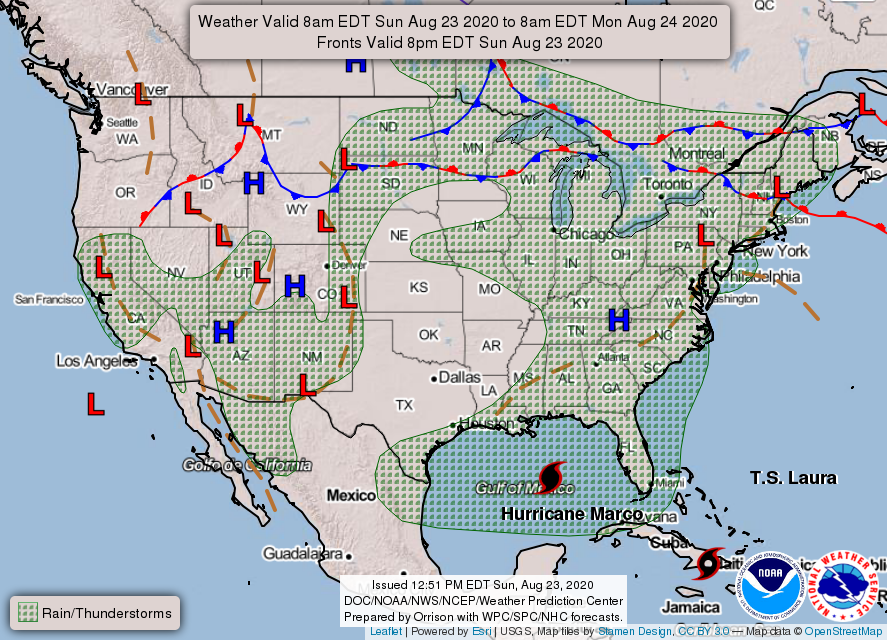 Weather Valid 8am EDT Sun Aug 23 2020 to 8am EDT Mon Aug 24 2020
Fronts Valid 8pm EDT Sun Aug 23 2020
QC
H
Vancouver
L
L
L
Seattle
WA
MT
ND
MN
NB
Montréal
L
OR
ID
H
SD
WI
MI
Toronto
NH
L
NS
L
WY
L
NY
Boston
L
NE
IA
Chicago
PA
L
New York
L
NV
UT
L
Denver
IL
IN
OH
Philadelphia
San Francisco
H
CO
L
KS
MO
KY
VA
Washington
CA
H
OK
TN
H
NC
Los Angeles
L
AZ
NM
AR
Atlanta
SC
L
Dallas
MS
AL
GA
L
TX
LA
Houston
FL
Golfo de California
Gulf of Mexico
Miami
T.S. Laura
Mexico
Hurricane Marco
Cuba
Guadalajara
Jamaica
NOAA
NATIONAL WEATHER SERVICE
Issued 12:51 PM EDT Sun, Aug 23, 2020
DOC/NOAA/NWS/NCEP/Weather Prediction Center
Prepared by Orrison with WPC/SPC/NHC forecasts.
Rain/Thunderstorms
Leaflet | Powered by Esri | USGS, Map tiles by Stamen Design, CC BY 3.0 — Map data © OpenStreetMap